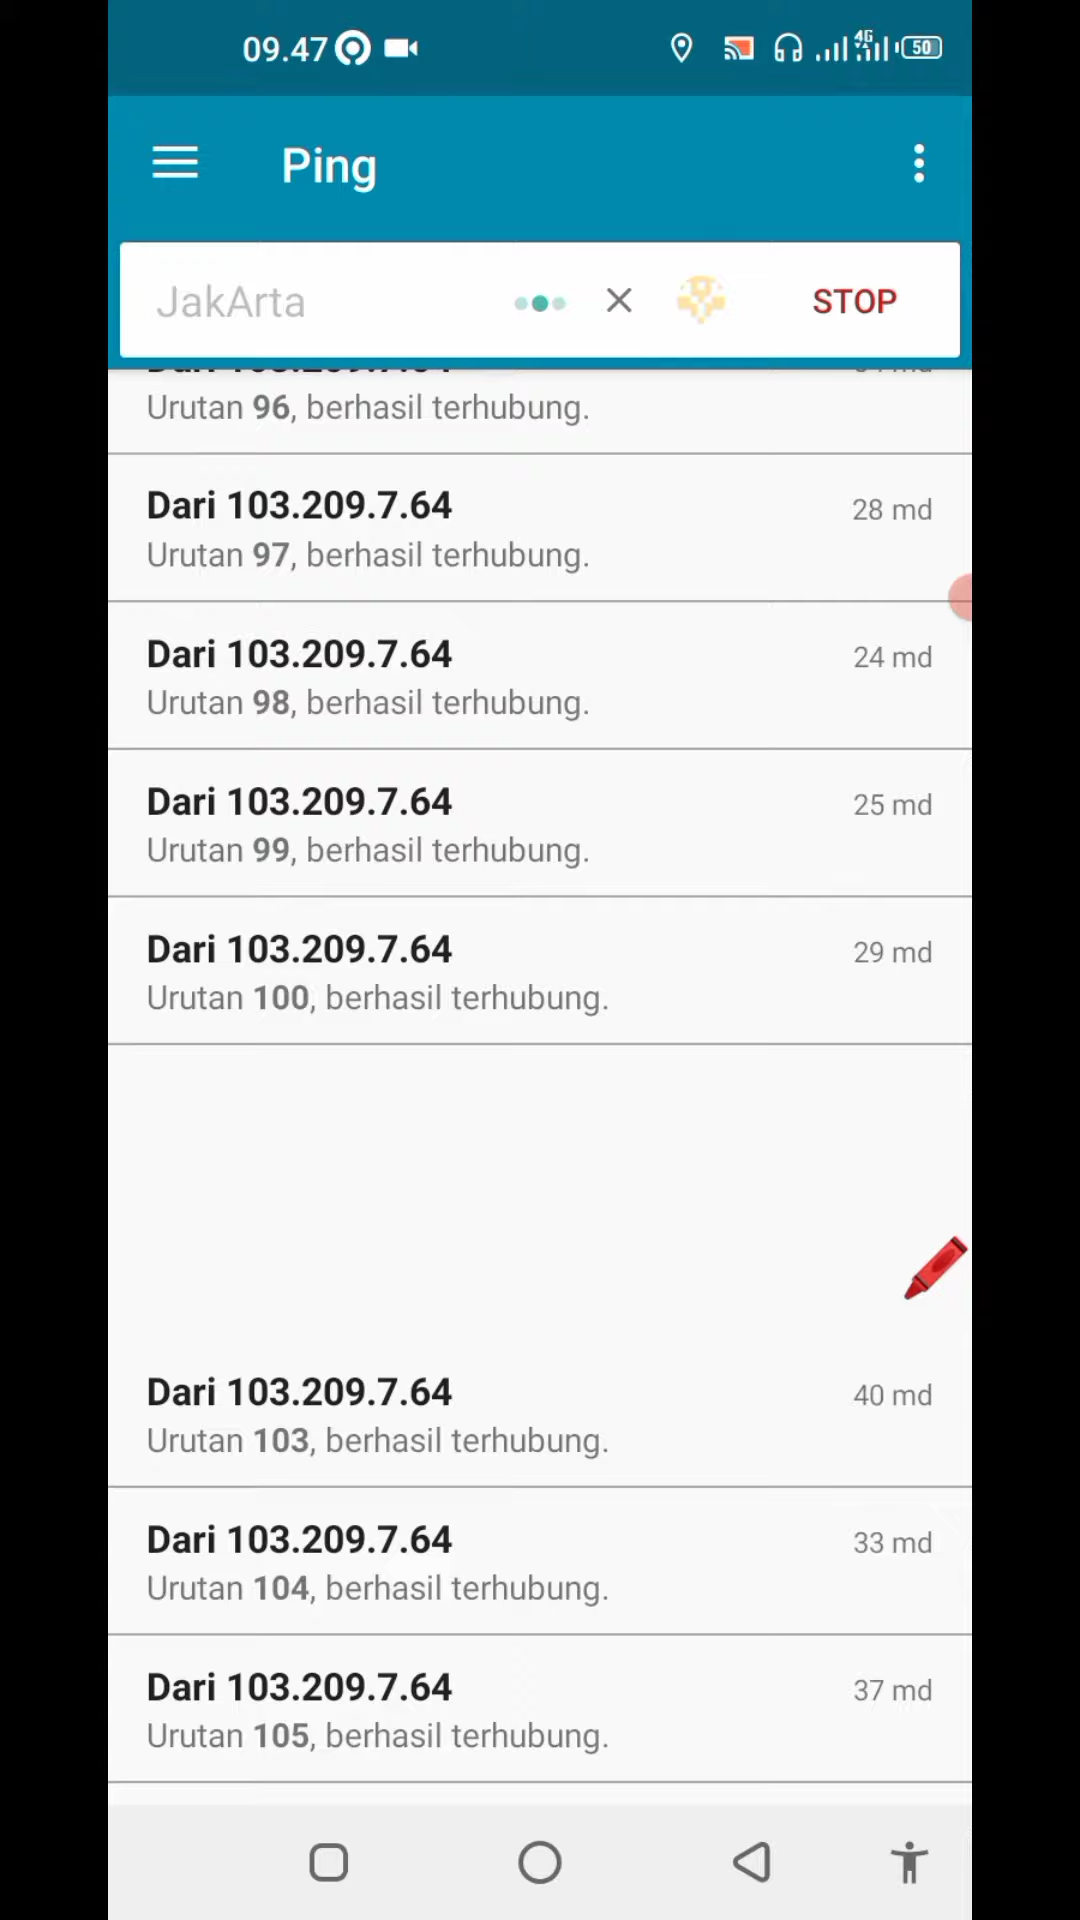 09.47
4G
50
Ping
JakArta
STOP
Urutan 96, berhasil terhubung.
Dari 103.209.7.64
28 md
Urutan 97, berhasil terhubung.
Dari 103.209.7.64
24 md
Urutan 98, berhasil terhubung.
Dari 103.209.7.64
25 md
Urutan 99, berhasil terhubung.
Dari 103.209.7.64
29 md
Urutan 100, berhasil terhubung.
Dari 103.209.7.64
40 md
Urutan 103, berhasil terhubung.
Dari 103.209.7.64
33 md
Urutan 104, berhasil terhubung.
Dari 103.209.7.64
37 md
Urutan 105, berhasil terhubung.